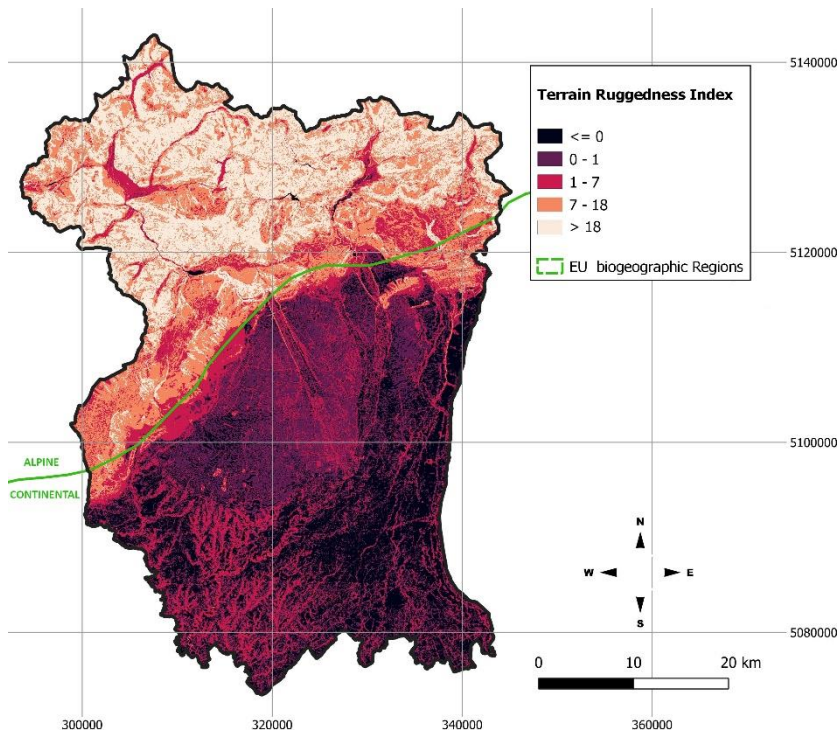 5140000
Terrain Ruggedness Index
<= 0
0 - 1
1 - 7
7 - 18
> 18
EU biogeographic Regions
5120000
5100000
ALPINE
CONTINENTAL
N
W E
S
5080000
0 10 20 km
300000 320000 340000 360000